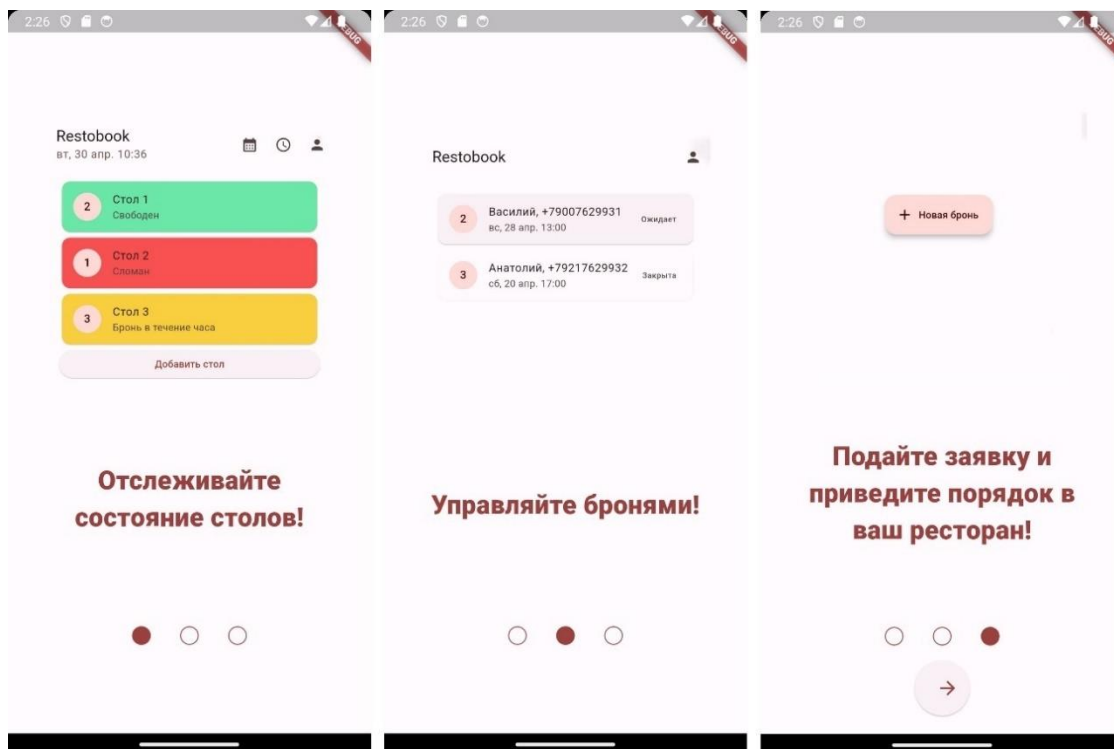 2:26
DEBUG
Restobook
вт, 30 апр. 10:36
2
Стол 1
Свободен
1
Стол 2
Сломан
3
Стол 3
Бронь в течение часа
Добавить стол
Отслеживайте
состояние столов!
2:26
DEBUG
Restobook
2
Василий, +79007629931
вс, 28 апр. 13:00
Ожидает
3
Анатолий, +79217629932
сб, 20 апр. 17:00
Закрыта
Управляйте бронями!
2:26
DEBUG
+ Новая бронь
Подайте заявку и
приведите порядок в
ваш ресторан!